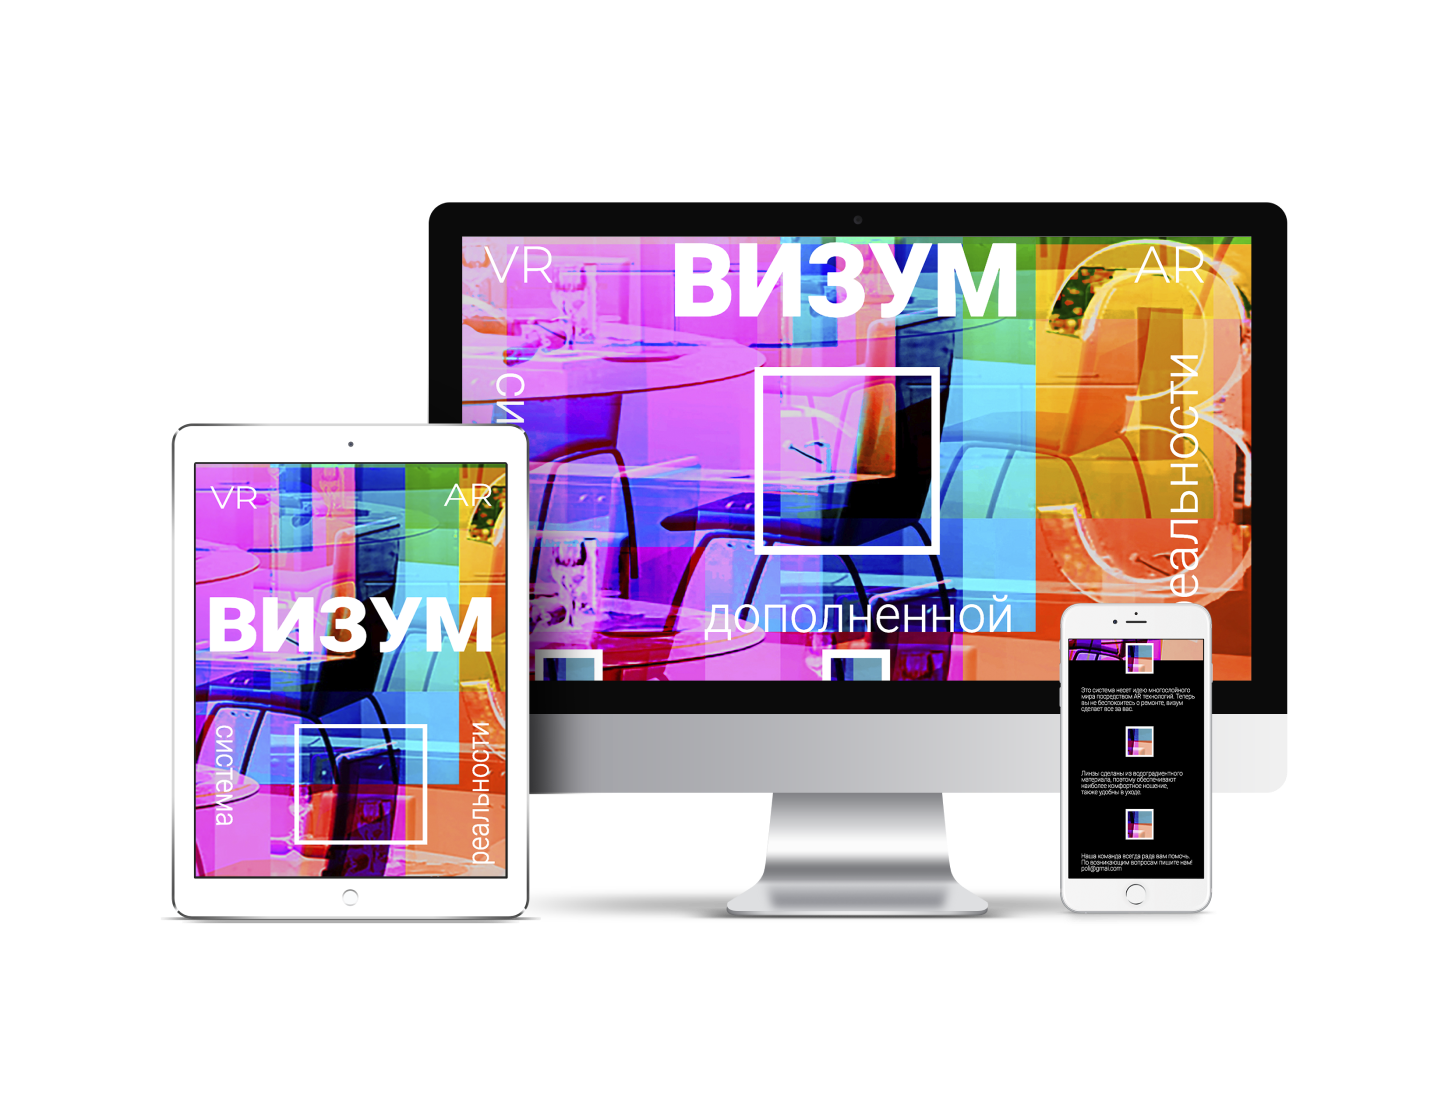 VR
ВИЗУМ
AR
си
реальности
дополненной
VR
AR
ВИЗУМ
система
реальности
Это система несет идею многослойного
мира посредством AR технологий. Теперь
вы не беспокоитесь о ремонте, визум
сделает все за вас.
Линзы сделаны из водоградиентного
материала, поэтому обеспечивают
наиболее комфортное ношение,
также удобны в уходе.
Наша команда всегда рада вам помочь.
По возникающим вопросам пишите нам!
poli@gmai.com